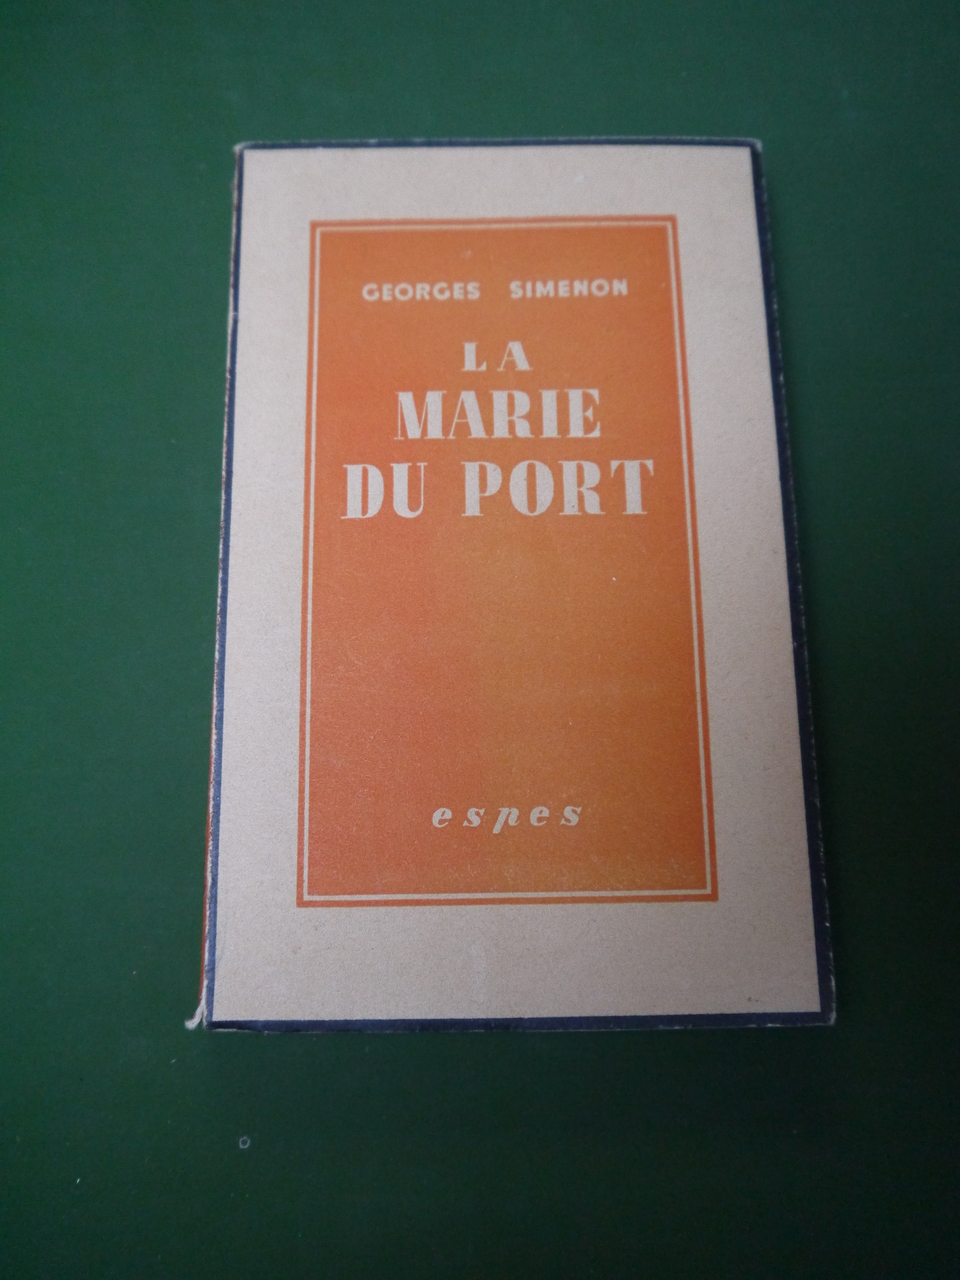 GEORGES SIMENON
LA
MARIE
DU PORT
espes